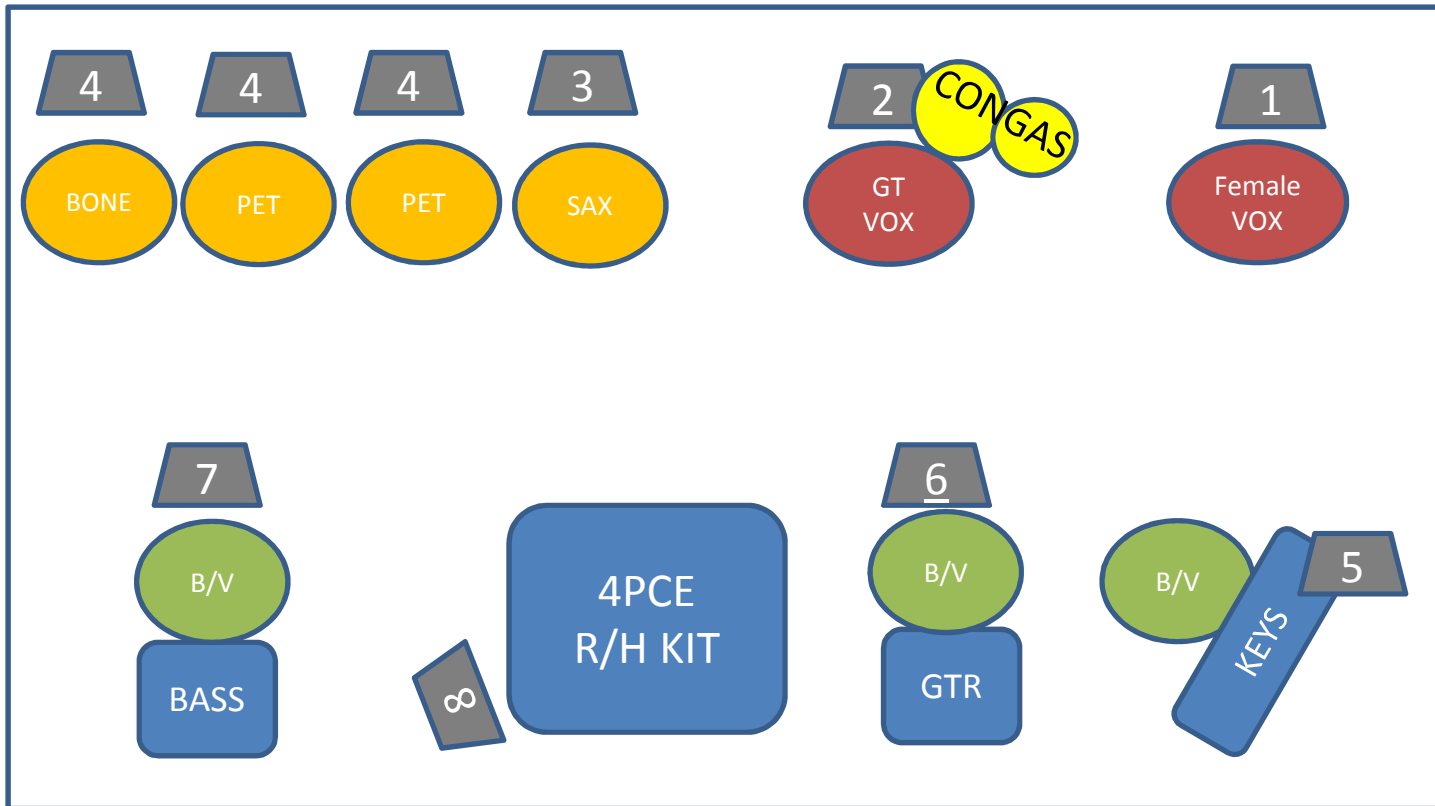 4
4
4
3
2
CONGAS
1
BONE
PET
PET
SAX
GT
VOX
Female
VOX
7
6
5
B/V
B/V
B/V
4PCE
R/H KIT
KEYS
BASS
8
GTR